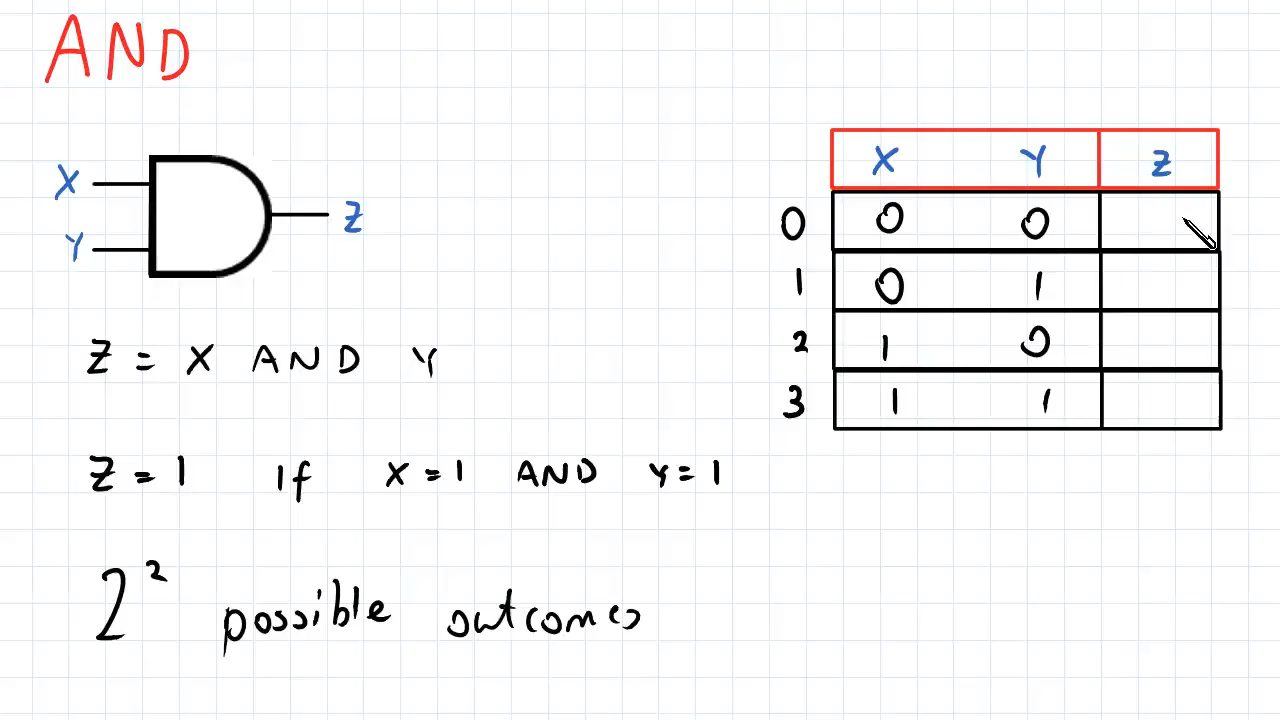 AND
X
Y
Z
Z = X AND Y
Z = 1 If X = 1 AND Y = 1
2² possible outcomes
X Y Z
0 0 0
1 0 1
2 1 0
3 1 1